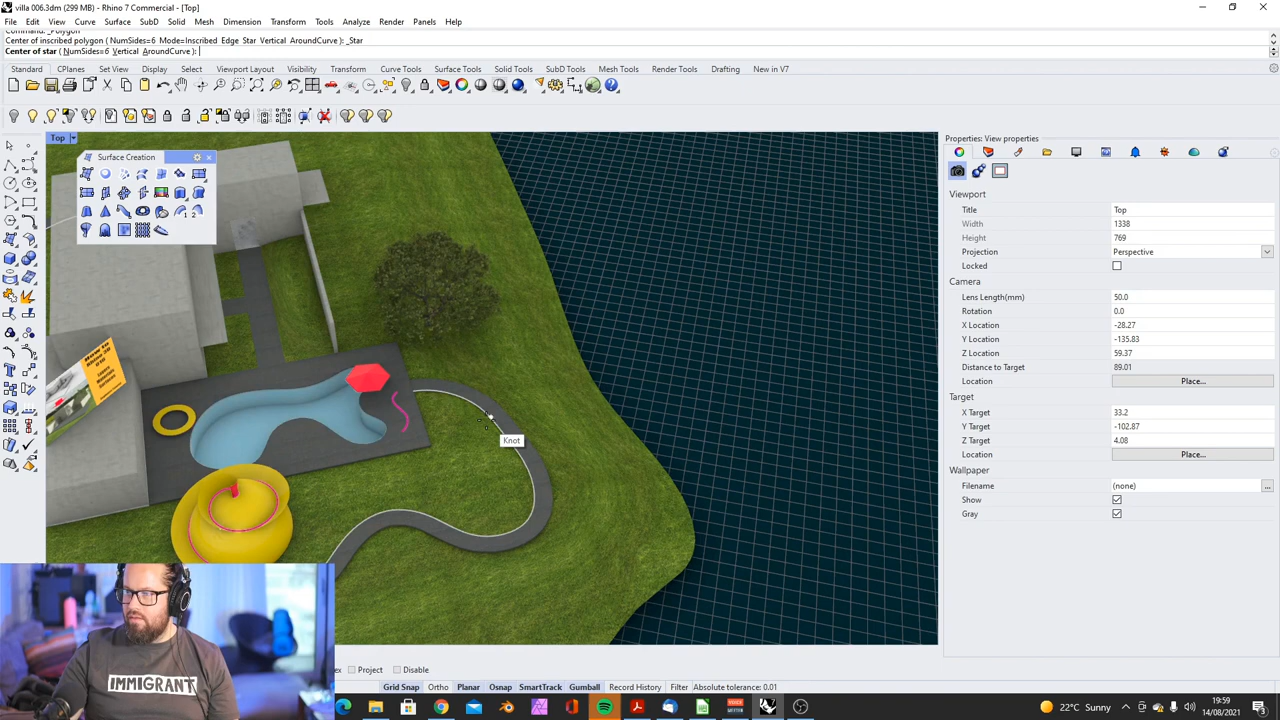 villa 006.3dm (299 MB) - Rhino 7 Commercial - [Top]
File Edit View Curve Surface SubD Solid Mesh Dimension Transform Tools Analyze Render Panels Help
Command: _Polygon
Center of inscribed polygon ( NumSides=6 Mode=Inscribed Edge Star Vertical AroundCurve ): _Star
Center of star ( NumSides=6 Vertical AroundCurve ):
Standard CPlanes Set View Display Select Viewport Layout Visibility Transform Curve Tools Surface Tools Solid Tools SubD Tools Mesh Tools Render Tools Drafting New in V7
Top
Surface Creation
Knot
Properties: View properties
Viewport
Title Top
Width 1338
Height 769
Projection Perspective
Locked
Camera
Lens Length(mm) 50.0
Rotation 0.0
X Location -28.27
Y Location -135.83
Z Location 59.37
Distance to Target 89.01
Location Place...
Target
X Target 33.2
Y Target -102.87
Z Target 4.08
Location Place...
Wallpaper
Filename (none) ...
Show
Gray
IMMIGRANT
Project Disable
Grid Snap Ortho Planar Osnap SmartTrack Gumball Record History Filter Absolute tolerance: 0.01
22°C Sunny
19:59
14/08/2021